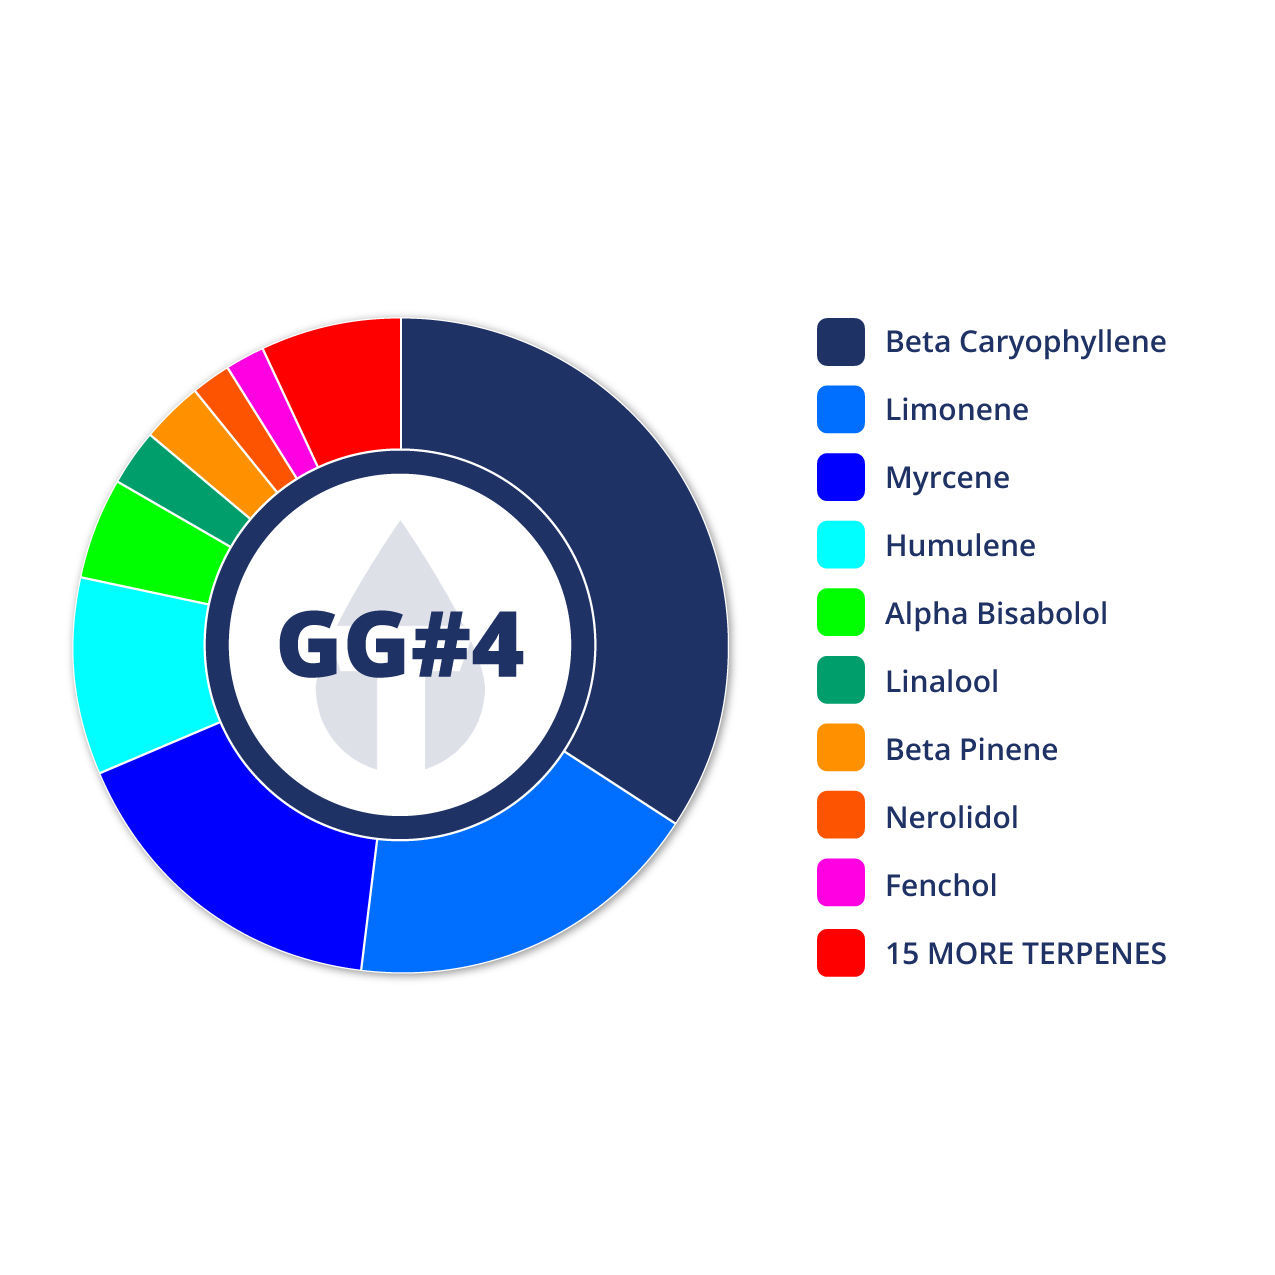 GG#4
Beta Caryophyllene
Limonene
Myrcene
Humulene
Alpha Bisabolol
Linalool
Beta Pinene
Nerolidol
Fenchol
15 MORE TERPENES